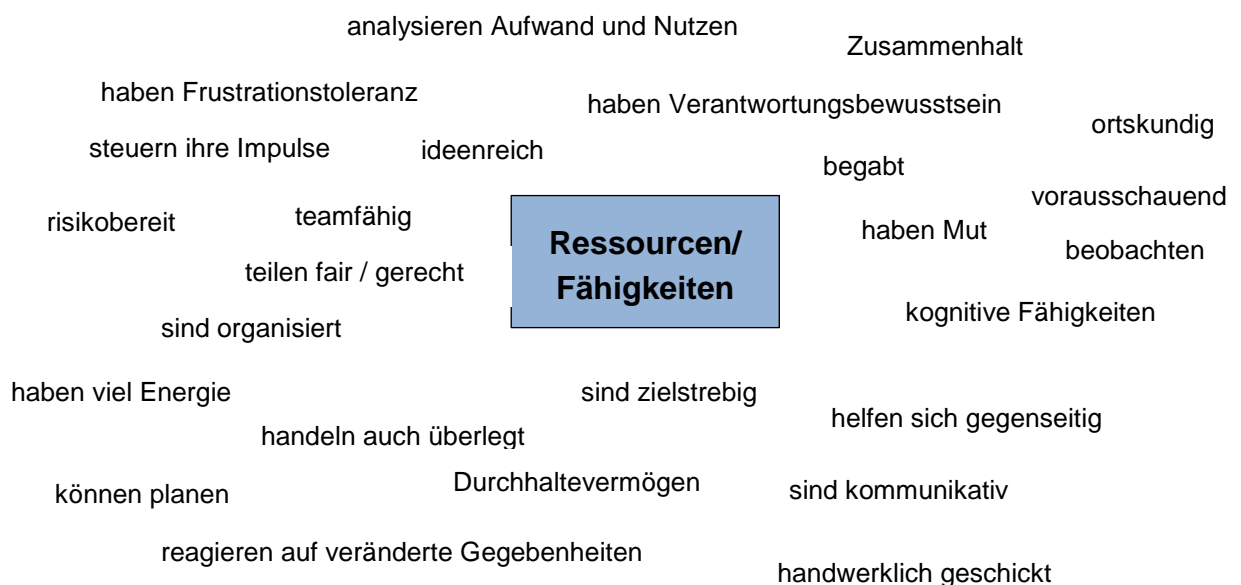 analysieren Aufwand und Nutzen
Zusammenhalt
haben Frustrationstoleranz
haben Verantwortungsbewusstsein
ortskundig
steuern ihre Impulse
ideenreich
begabt
vorausschauend
risikobereit
teamfähig
haben Mut
beobachten
Ressourcen/
Fähigkeiten
teilen fair / gerecht
kognitive Fähigkeiten
sind organisiert
haben viel Energie
sind zielstrebig
helfen sich gegenseitig
handeln auch überlegt
können planen
Durchhaltevermögen
sind kommunikativ
reagieren auf veränderte Gegebenheiten
handwerklich geschickt